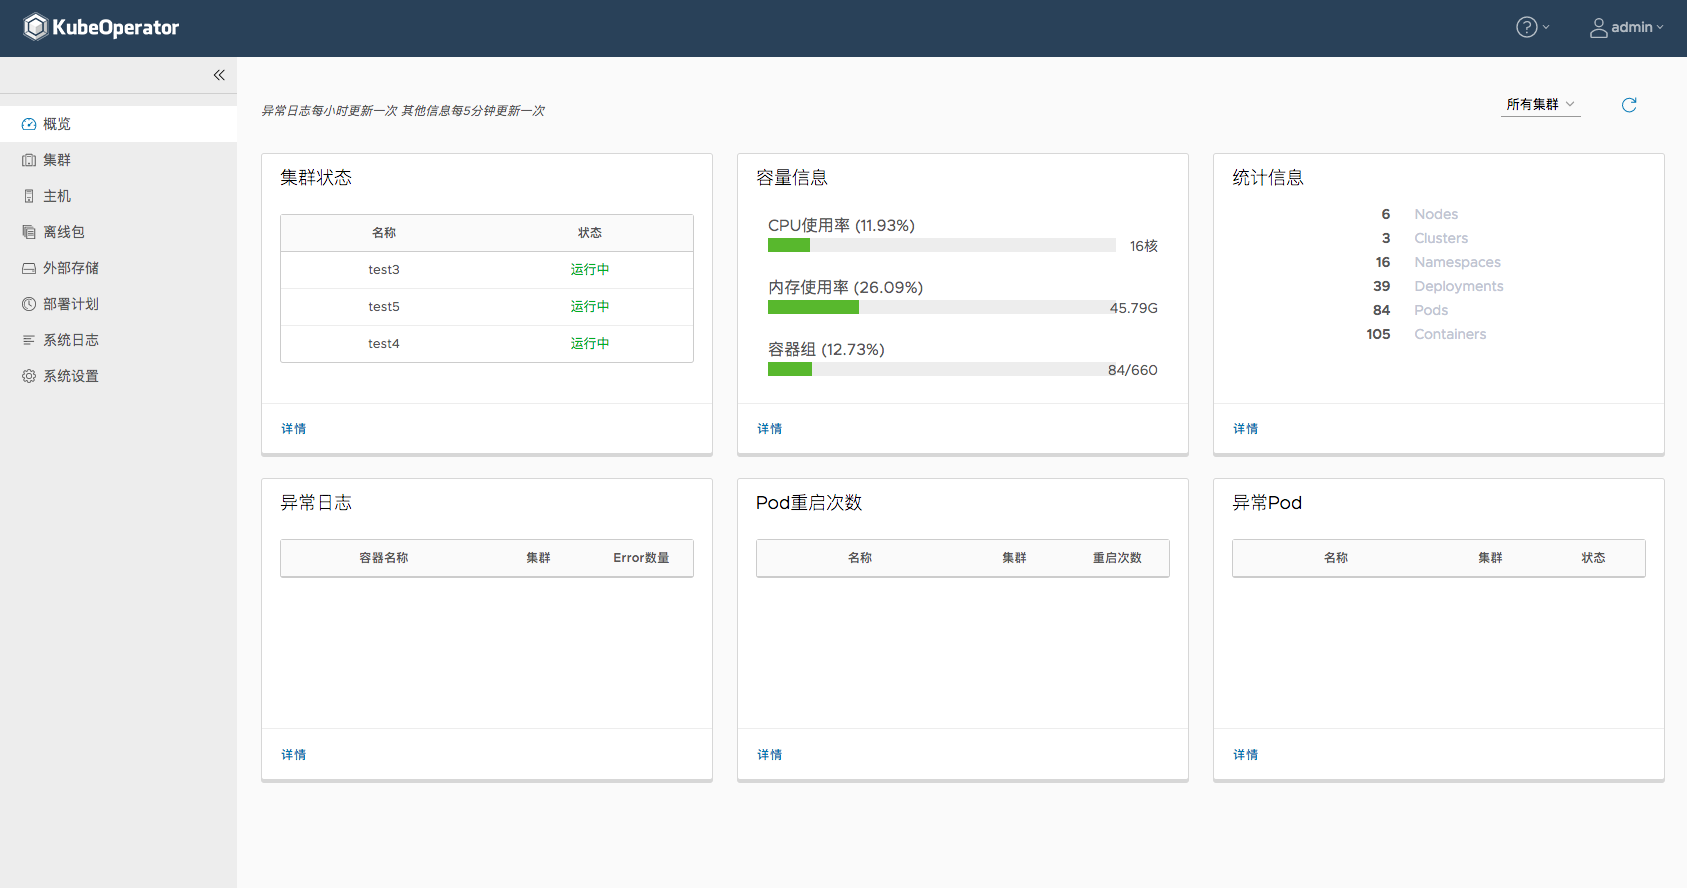 KubeOperator
admin
概览
集群
主机
离线包
外部存储
部署计划
系统日志
系统设置
异常日志每小时更新一次 其他信息每5分钟更新一次
所有集群
集群状态
名称 状态
test3 运行中
test5 运行中
test4 运行中
详情
容量信息
CPU使用率 (11.93%)
16核
内存使用率 (26.09%)
45.79G
容器组 (12.73%)
84/660
详情
统计信息
6 Nodes
3 Clusters
16 Namespaces
39 Deployments
84 Pods
105 Containers
详情
异常日志
容器名称 集群 Error数量
详情
Pod重启次数
名称 集群 重启次数
详情
异常Pod
名称 集群 状态
详情